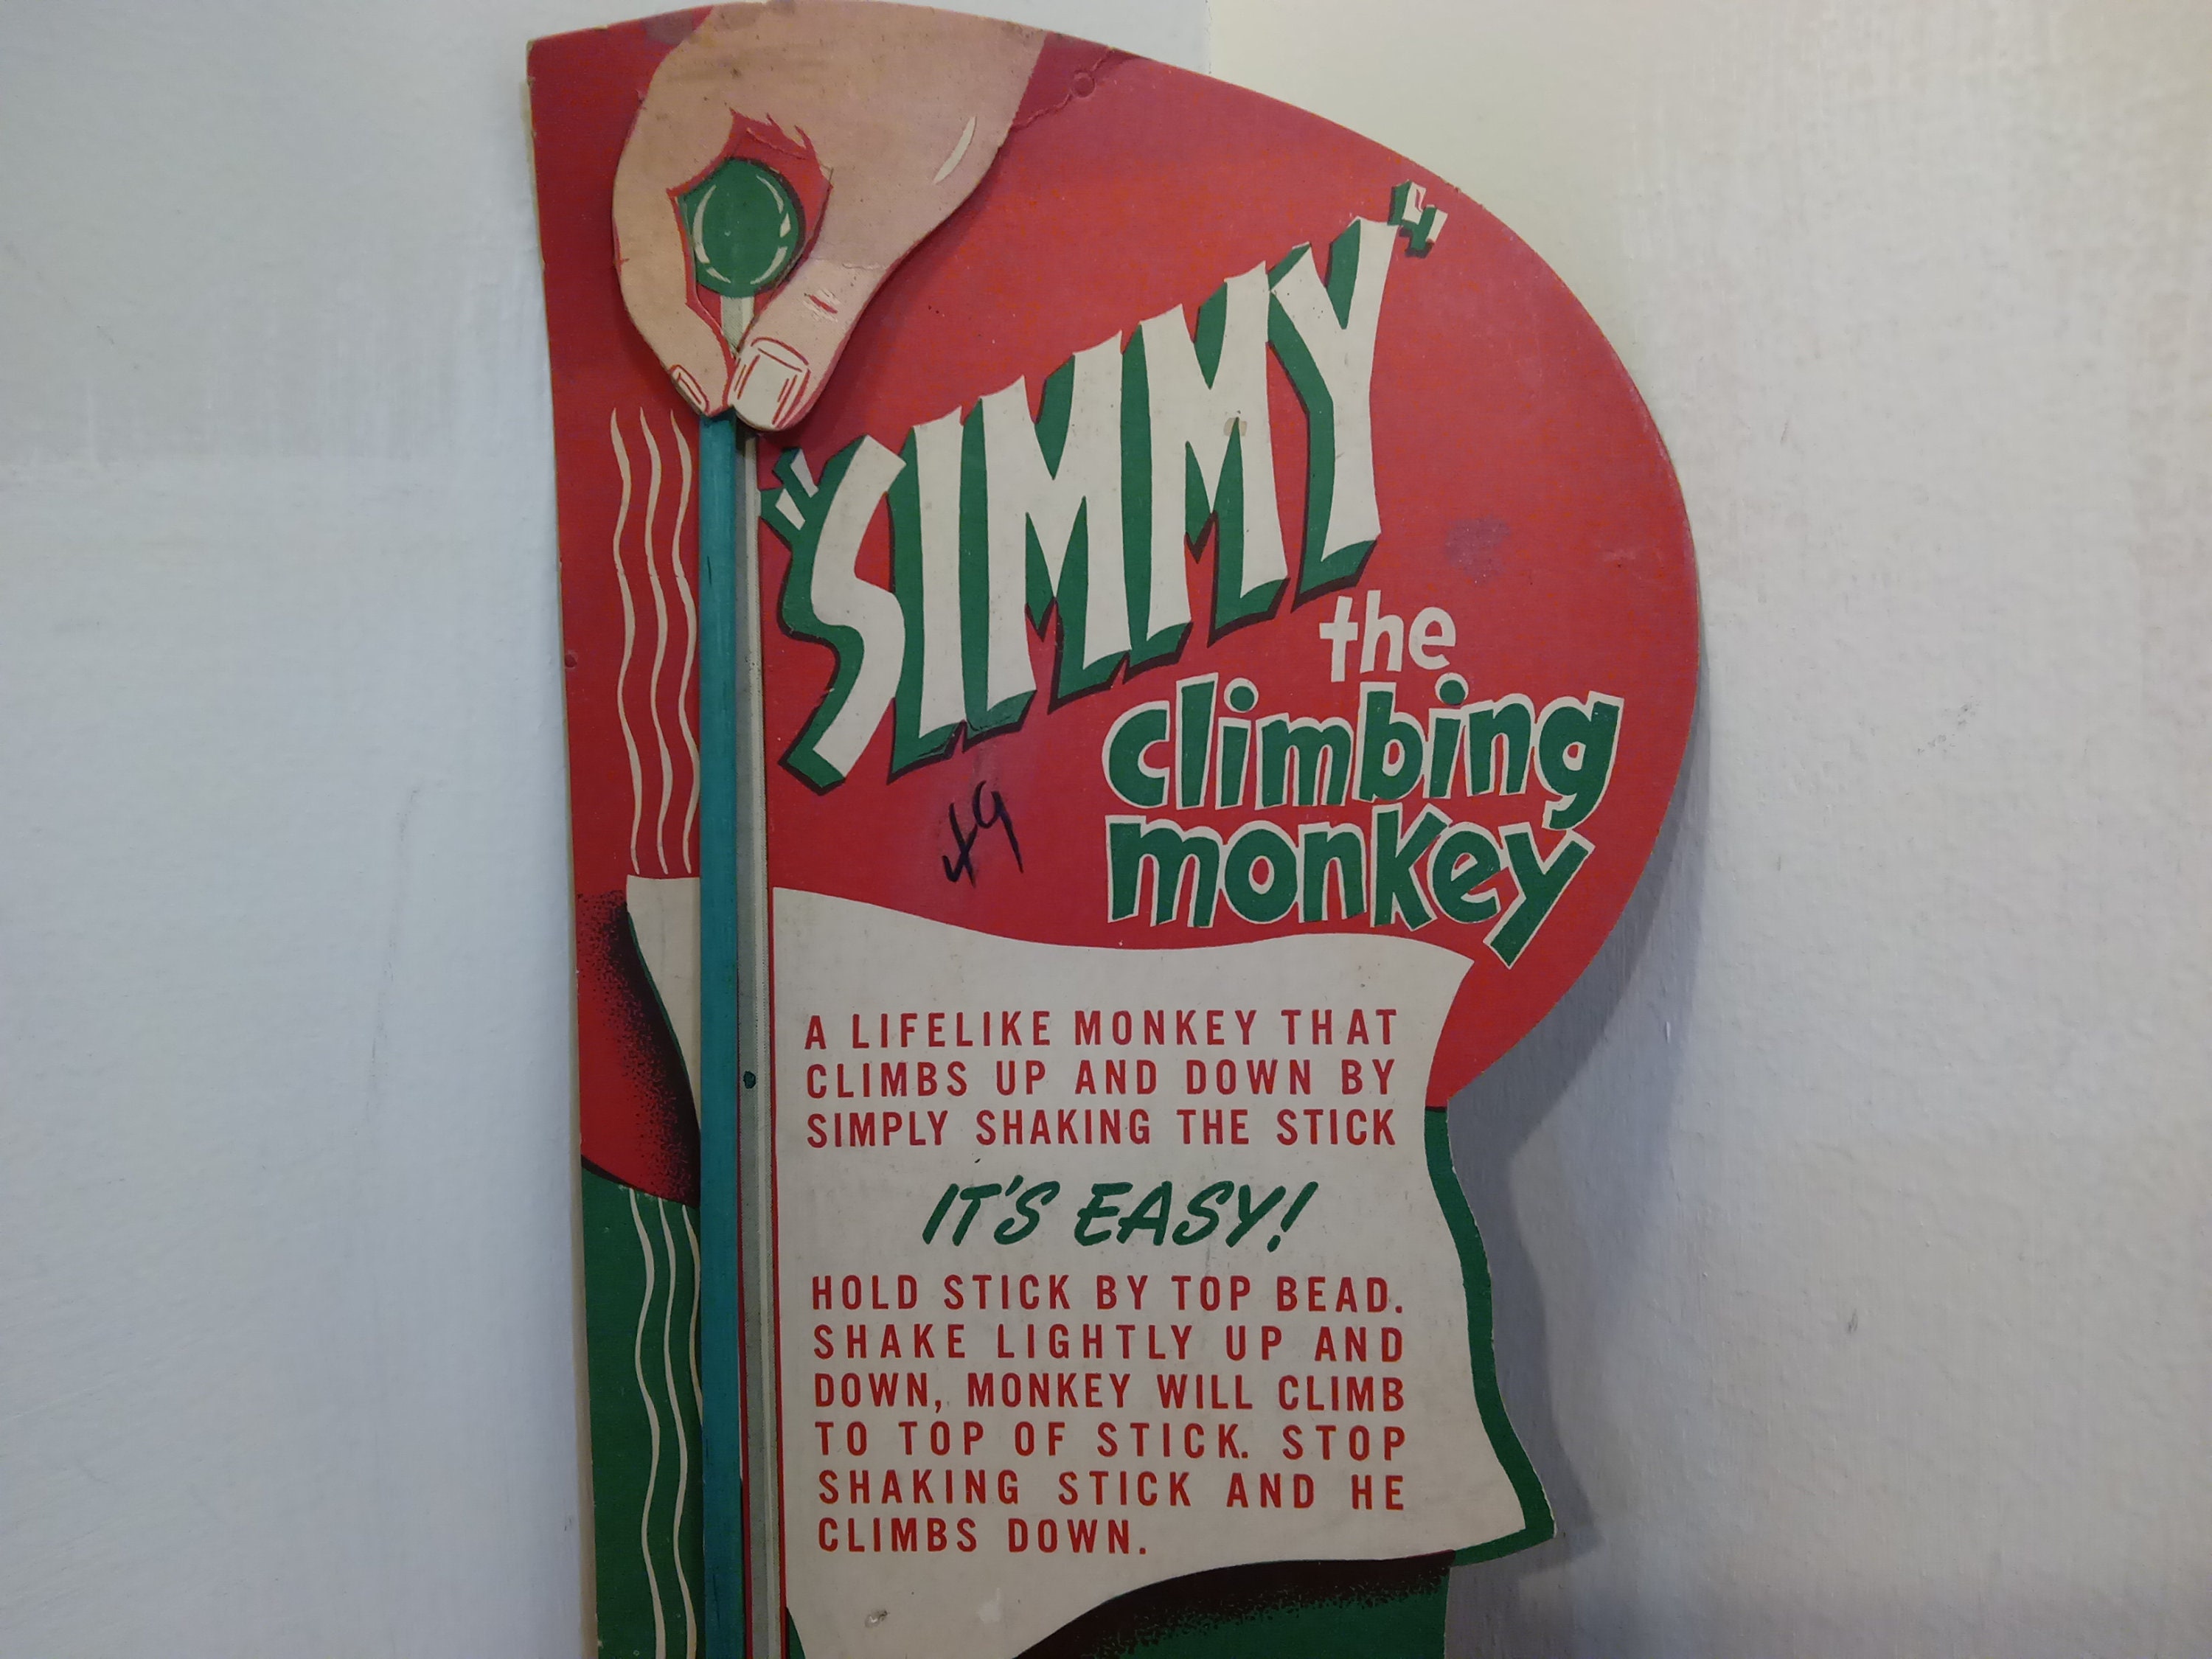 "SIMMY"
the
climbing
monkey
49
A LIFELIKE MONKEY THAT
CLIMBS UP AND DOWN BY
SIMPLY SHAKING THE STICK
IT'S EASY!
HOLD STICK BY TOP BEAD.
SHAKE LIGHTLY UP AND
DOWN, MONKEY WILL CLIMB
TO TOP OF STICK. STOP
SHAKING STICK AND HE
CLIMBS DOWN.